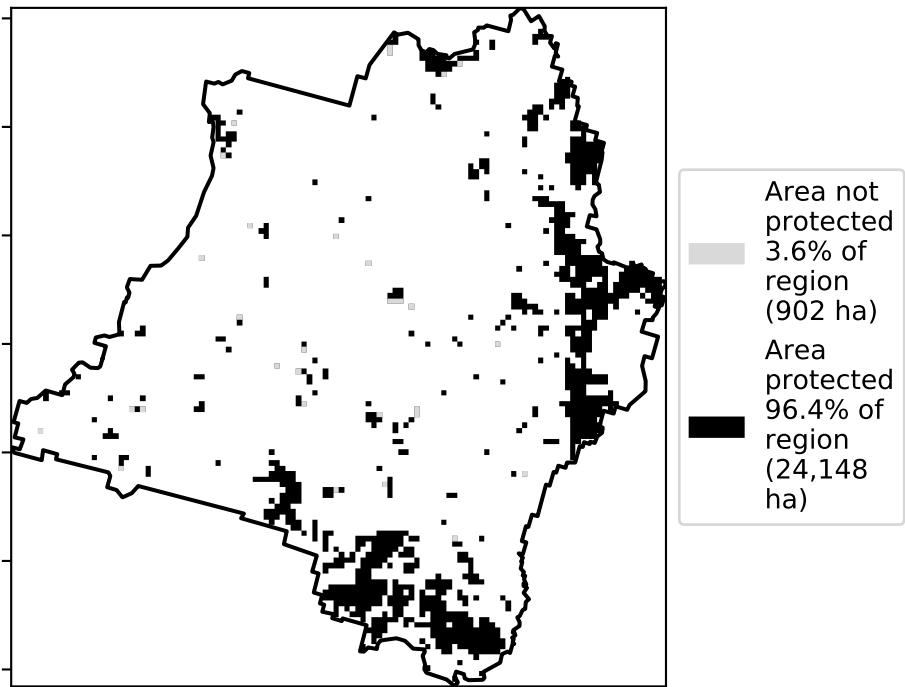 Area not
protected
3.6% of
region
(902 ha)
Area
protected
96.4% of
region
(24,148
ha)